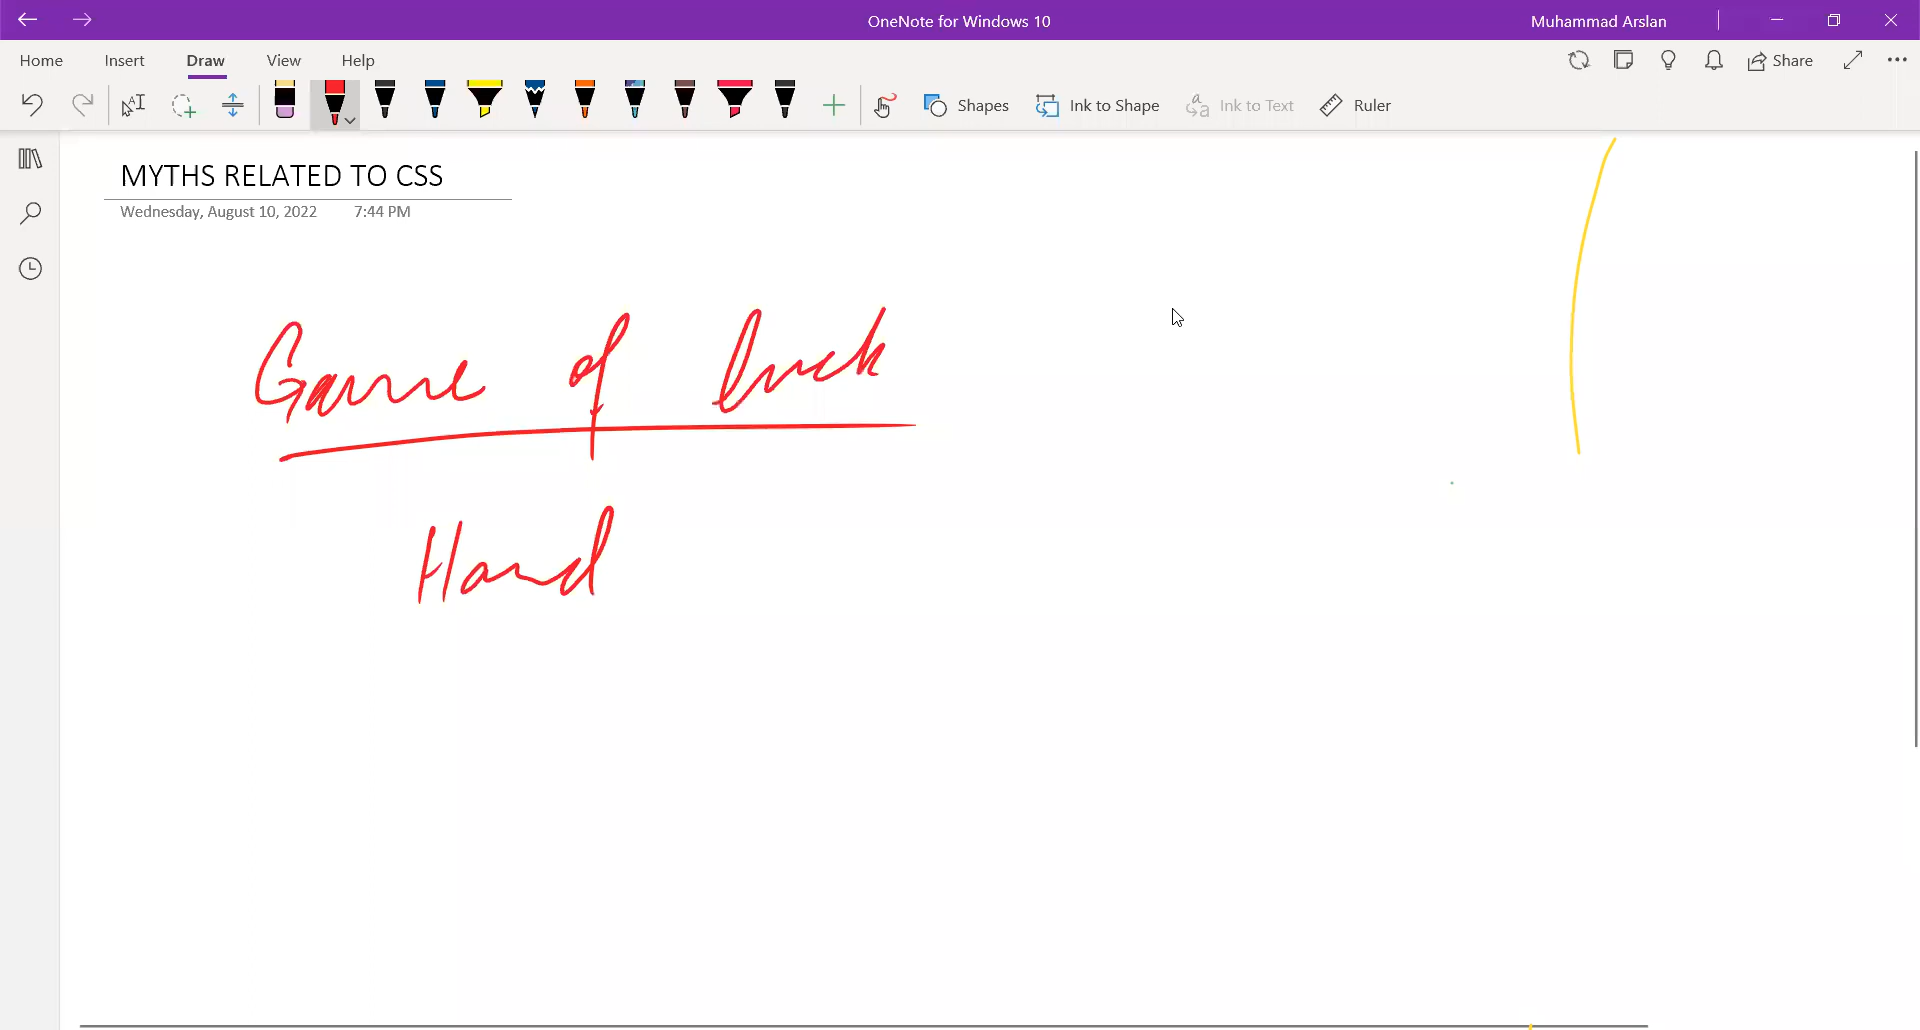 OneNote for Windows 10
Muhammad Arslan
Home Insert Draw View Help
Share
Shapes Ink to Shape Ink to Text Ruler
MYTHS RELATED TO CSS
Wednesday, August 10, 2022 7:44 PM
Game of luck
Hard